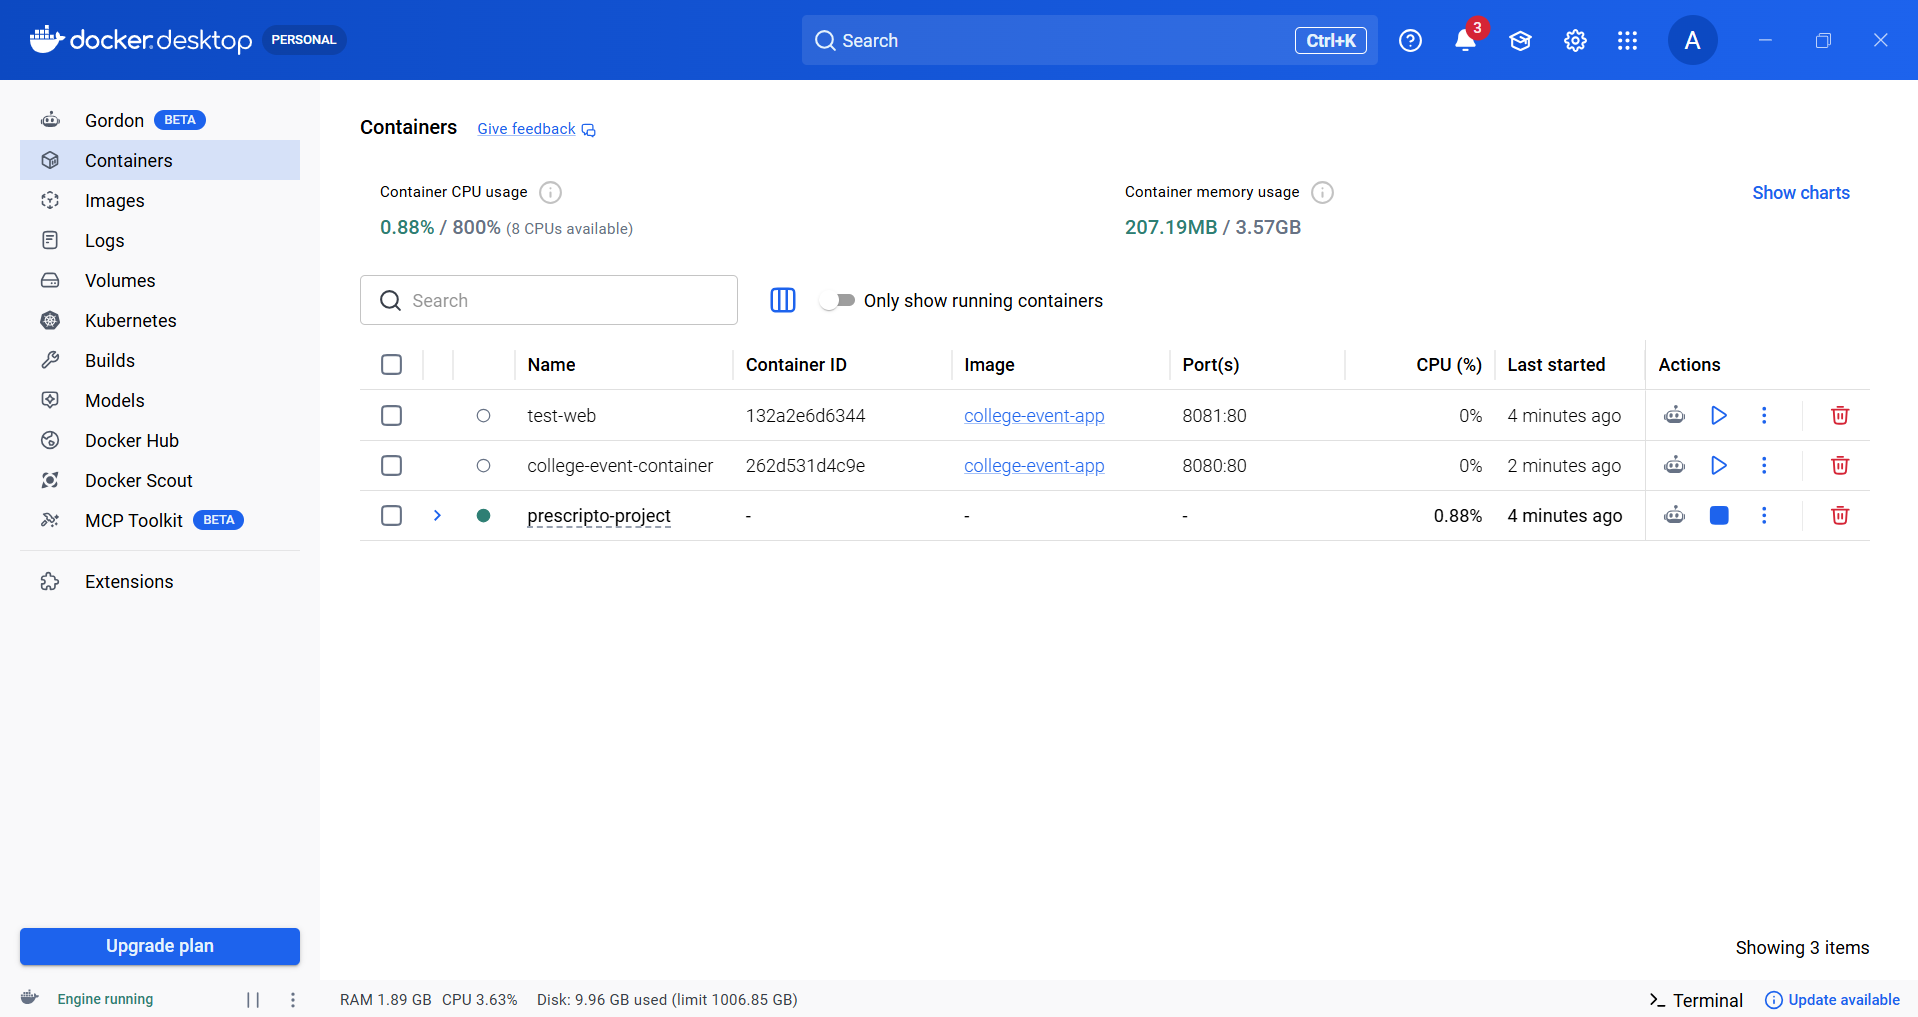 docker.desktop PERSONAL Search Ctrl+K 3 A
Gordon BETA
Containers
Images
Logs
Volumes
Kubernetes
Builds
Models
Docker Hub
Docker Scout
MCP Toolkit BETA
Extensions
Upgrade plan
Containers Give feedback
Container CPU usage
0.88% / 800% (8 CPUs available)
Container memory usage
207.19MB / 3.57GB
Show charts
Search
Only show running containers
Name Container ID Image Port(s) CPU (%) Last started Actions
test-web 132a2e6d6344 college-event-app 8081:80 0% 4 minutes ago
college-event-container 262d531d4c9e college-event-app 8080:80 0% 2 minutes ago
prescripto-project - - - 0.88% 4 minutes ago
Showing 3 items
Engine running RAM 1.89 GB CPU 3.63% Disk: 9.96 GB used (limit 1006.85 GB) Terminal Update available